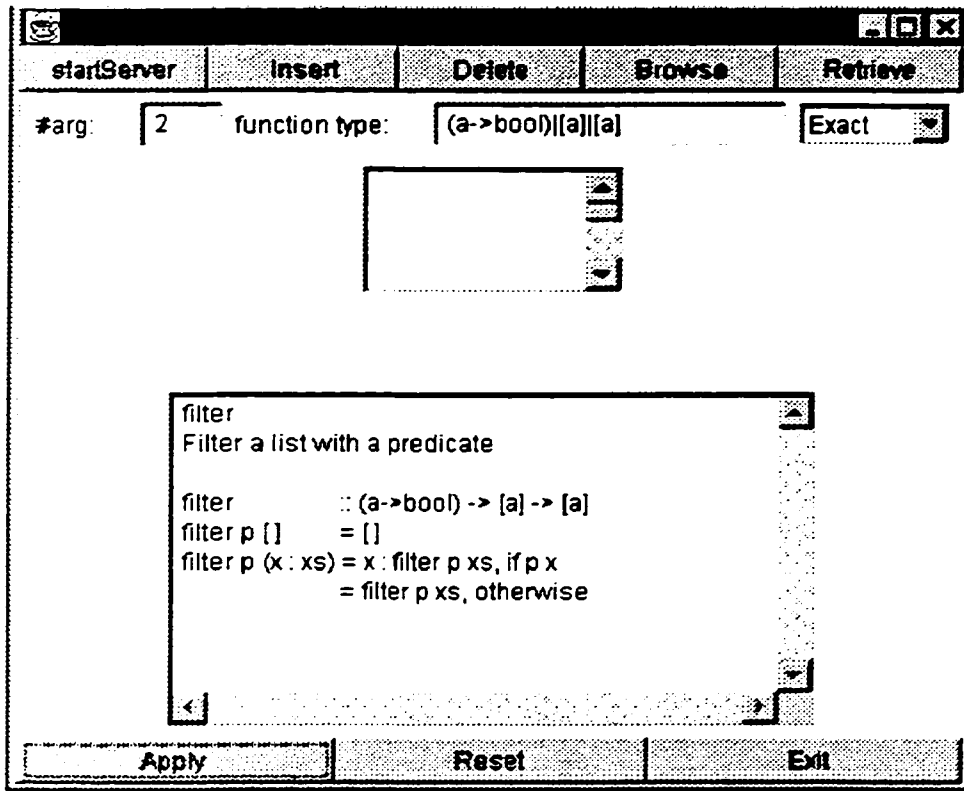 startServer Insert Delete Browse Retrieve
#arg: 2 function type: (a->bool)|[a]|[a] Exact
filter
Filter a list with a predicate
filter :: (a->bool) -> [a] -> [a]
filter p [] = []
filter p (x : xs) = x : filter p xs, if p x
= filter p xs, otherwise
Apply Reset Exit